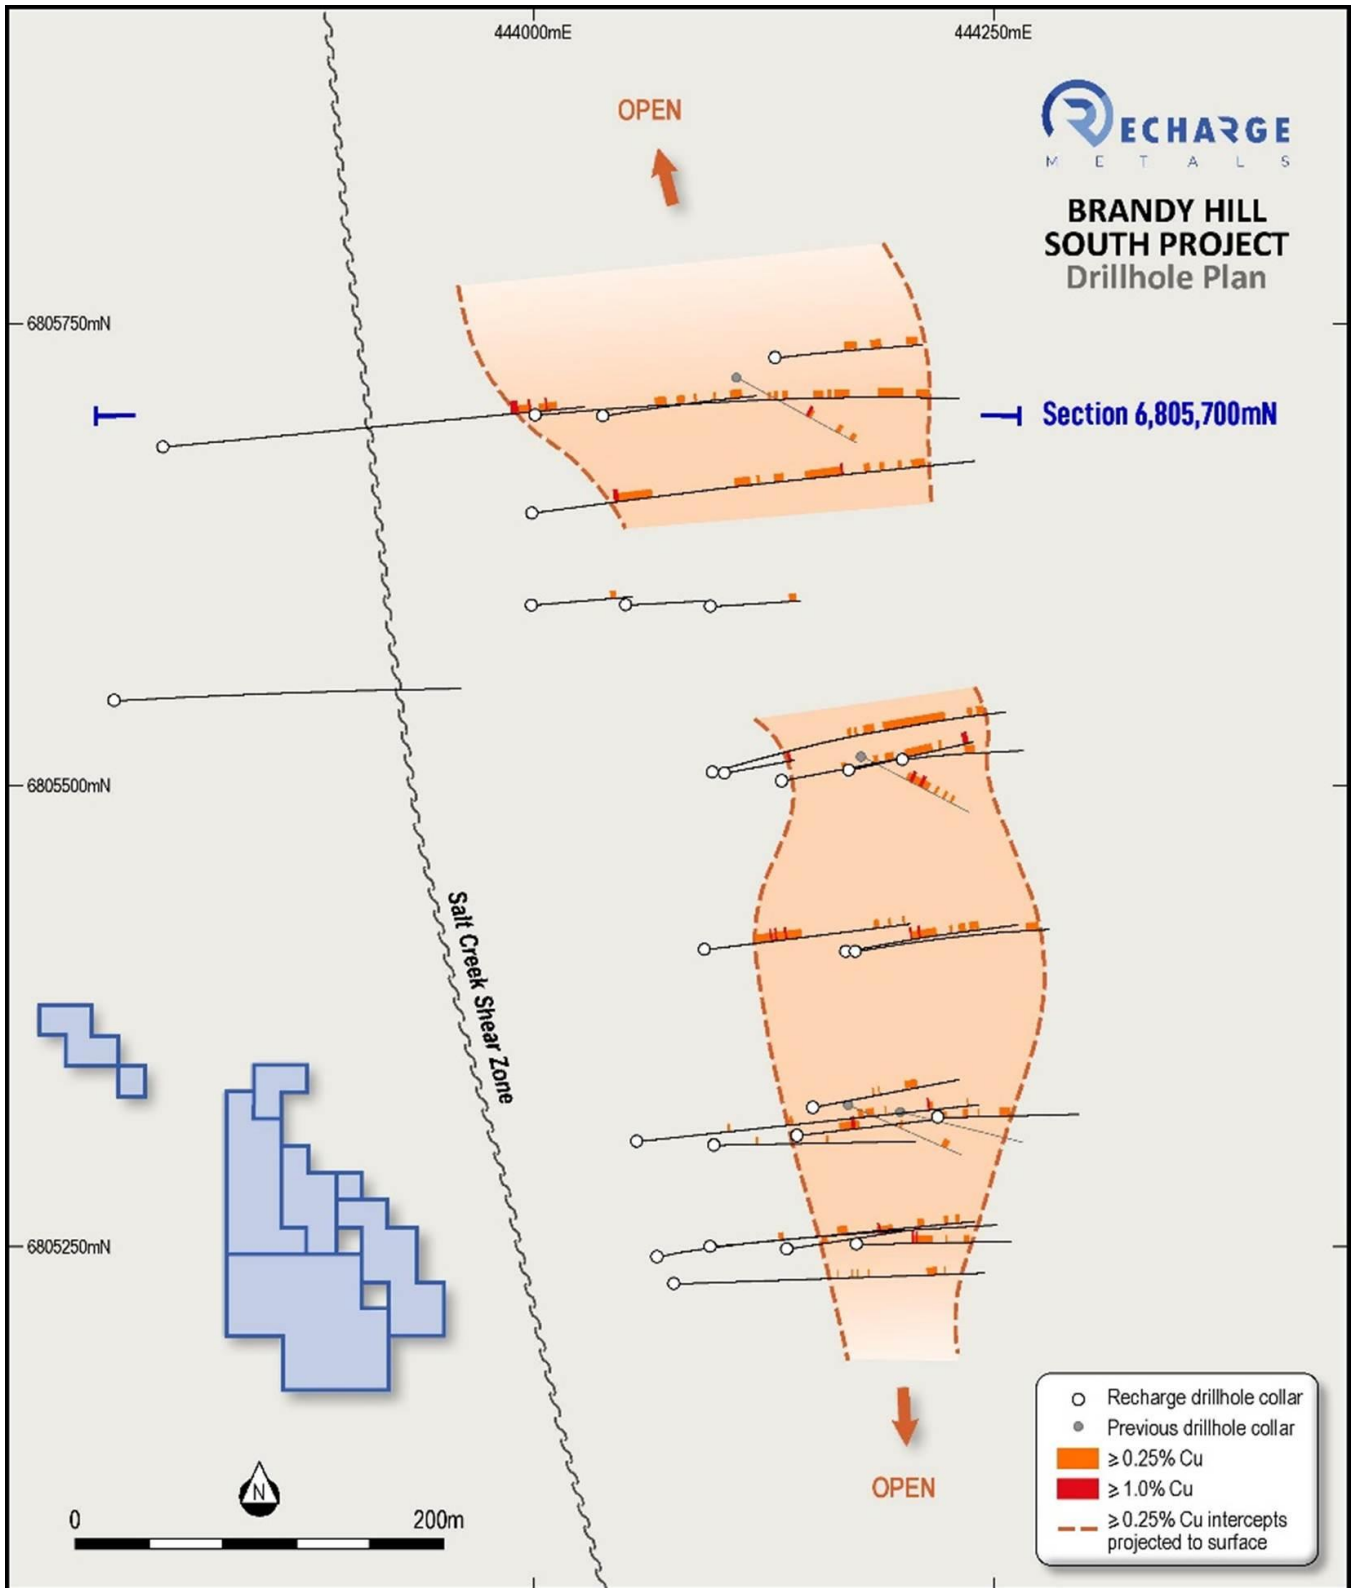 444000mE
444250mE
OPEN
RECHARGE
METALS
BRANDY HILL
SOUTH PROJECT
Drillhole Plan
6805750mN
Section 6,805,700mN
6805500mN
Salt Creek Shear Zone
6805250mN
OPEN
N
0 200m
Recharge drillhole collar
Previous drillhole collar
≥ 0.25% Cu
≥ 1.0% Cu
≥ 0.25% Cu intercepts
projected to surface